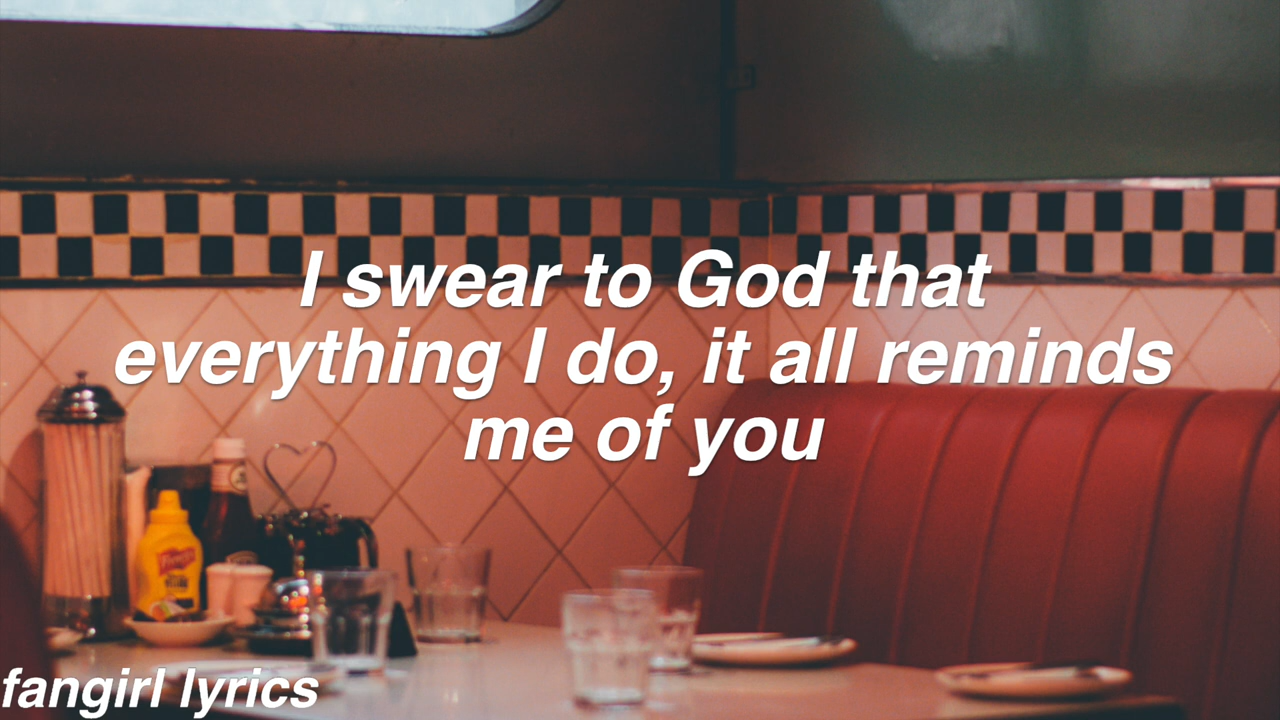 I swear to God that
everything I do, it all reminds
me of you
fangirl lyrics